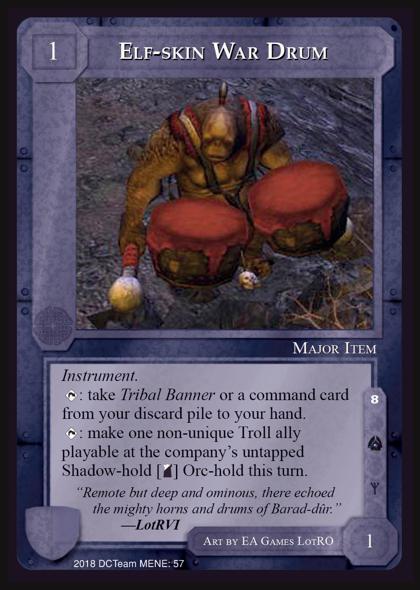 1
ELF-SKIN WAR DRUM
MAJOR ITEM
Instrument.
: take Tribal Banner or a command card
from your discard pile to your hand.
: make one non-unique Troll ally
playable at the company's untapped
Shadow-hold [ ] Orc-hold this turn.
8
“Remote but deep and ominous, there echoed
the mighty horns and drums of Barad-dûr.”
—LotRVI
ART BY EA GAMES LOTRO
1
2018 DCTeam MENE: 57